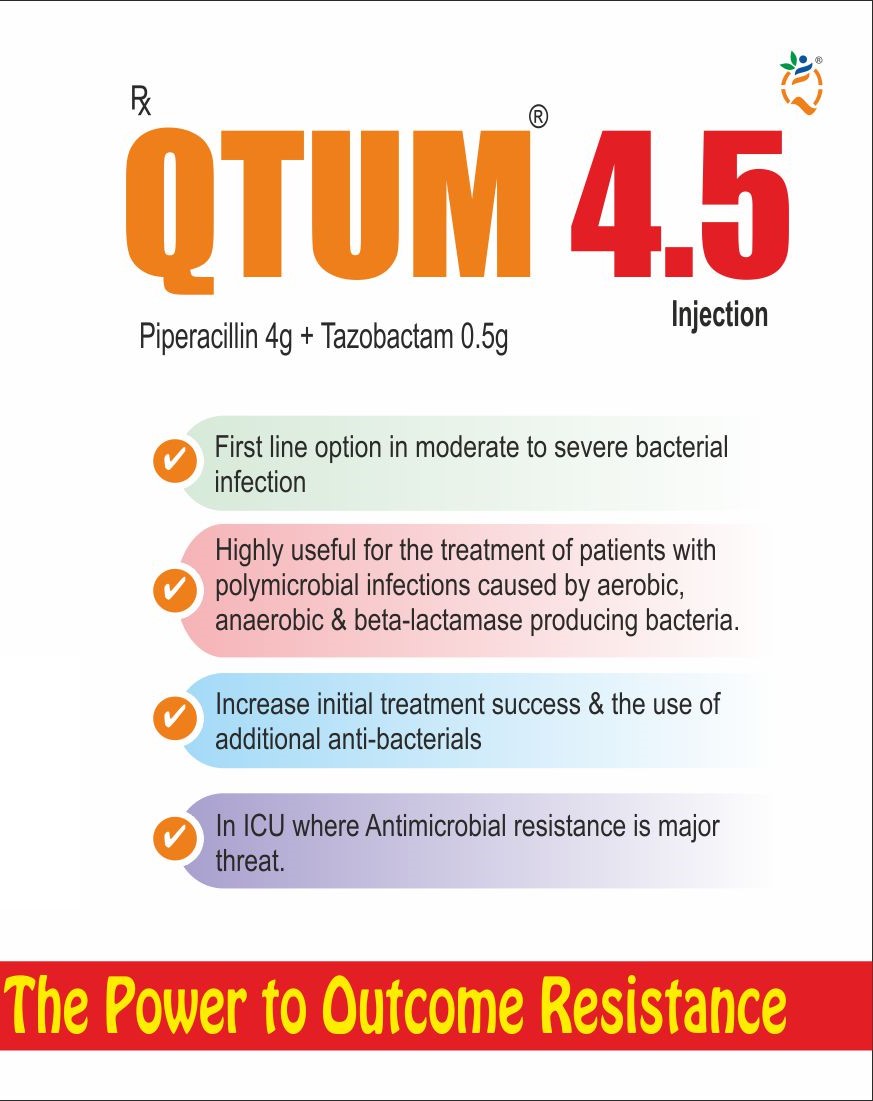 Rx
QTUM® 4.5
Injection
Piperacillin 4g + Tazobactam 0.5g
®
✔ First line option in moderate to severe bacterial
infection
✔ Highly useful for the treatment of patients with
polymicrobial infections caused by aerobic,
anaerobic & beta-lactamase producing bacteria.
✔ Increase initial treatment success & the use of
additional anti-bacterials
✔ In ICU where Antimicrobial resistance is major
threat.
The Power to Outcome Resistance